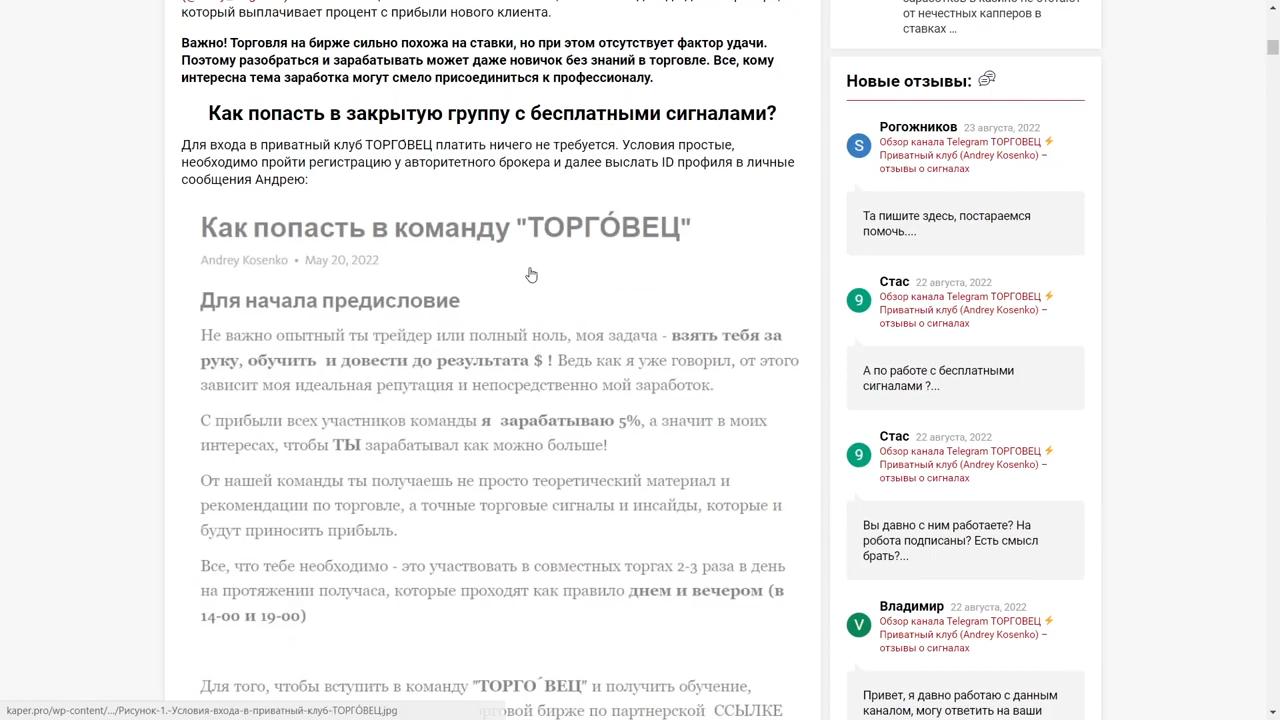 который выплачивает процент с прибыли нового клиента.
Важно! Торговля на бирже сильно похожа на ставки, но при этом отсутствует фактор удачи.
Поэтому разобраться и зарабатывать может даже новичок без знаний в торговле. Все, кому
интересна тема заработка могут смело присоединиться к профессионалу.
Как попасть в закрытую группу с бесплатными сигналами?
Для входа в приватный клуб ТОРГО́ВЕЦ платить ничего не требуется. Условия простые,
необходимо пройти регистрацию у авторитетного брокера и далее выслать ID профиля в личные
сообщения Андрею:
Как попасть в команду "ТОРГО́ВЕЦ"
Andrey Kosenko • May 20, 2022
Для начала предисловие
Не важно опытный ты трейдер или полный ноль, моя задача - взять тебя за
руку, обучить и довести до результата $ ! Ведь как я уже говорил, от этого
зависит моя идеальная репутация и непосредственно мой заработок.
С прибыли всех участников команды я зарабатываю 5%, а значит в моих
интересах, чтобы ТЫ зарабатывал как можно больше!
От нашей команды ты получаешь не просто теоретический материал и
рекомендации по торговле, а точные торговые сигналы и инсайды, которые и
будут приносить прибыль.
Все, что тебе необходимо - это участвовать в совместных торгах 2-3 раза в день
на протяжении получаса, которые проходят как правило днем и вечером (в
14-00 и 19-00)
Для того, чтобы вступить в команду "ТОРГО´ВЕЦ" и получить обучение,
бирже по партнерской ССЫЛКЕ
kaper.pro/wp-content/.../Рисунок-1.-Условия-входа-в-приватный-клуб-ТОРГО́ВЕЦ.jpg
от нечестных капперов в
ставках ...
Новые отзывы:
Рогожников 23 августа, 2022
S
Обзор канала Telegram ТОРГОВЕЦ ⚡
Приватный клуб (Andrey Kosenko) –
отзывы о сигналах
Та пишите здесь, постараемся
помочь....
Стас 22 августа, 2022
9
Обзор канала Telegram ТОРГОВЕЦ ⚡
Приватный клуб (Andrey Kosenko) –
отзывы о сигналах
А по работе с бесплатными
сигналами ?...
Стас 22 августа, 2022
9
Обзор канала Telegram ТОРГОВЕЦ ⚡
Приватный клуб (Andrey Kosenko) –
отзывы о сигналах
Вы давно с ним работаете? На
робота подписаны? Есть смысл
брать?...
Владимир 22 августа, 2022
V
Обзор канала Telegram ТОРГОВЕЦ ⚡
Приватный клуб (Andrey Kosenko) –
отзывы о сигналах
Привет, я давно работаю с данным
каналом, могу ответить на ваши